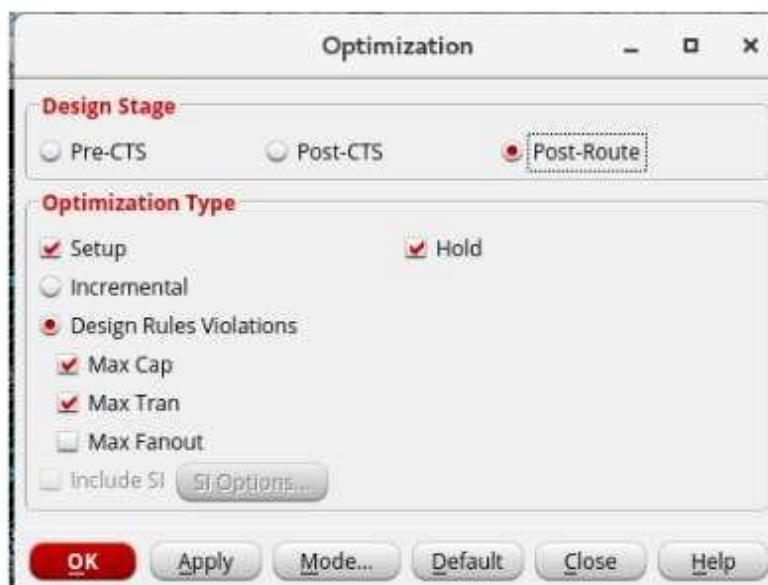 Optimization
Design Stage
Pre-CTS Post-CTS Post-Route
Optimization Type
Setup Hold
Incremental
Design Rules Violations
Max Cap
Max Tran
Max Fanout
Include SI SI Options...
OK Apply Mode... Default Close Help